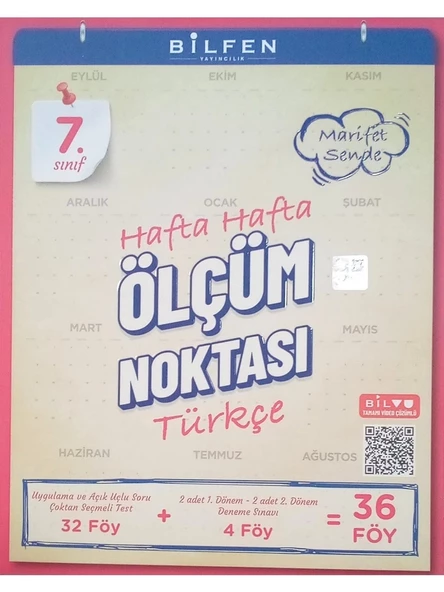 BİLFEN
YAYINCILIK
EYLÜL EKİM KASIM
7.
sınıf
Marifet
Sende
ARALIK OCAK ŞUBAT
Hafta Hafta
ÖLÇÜM
NOKTASI
Türkçe
MART MAYIS
BİLVU
TAMAMI VİDEO ÇÖZÜMLÜ
HAZİRAN TEMMUZ AĞUSTOS
Uygulama ve Açık Uçlu Soru
Çoktan Seçmeli Test
32 Föy
+
2 adet 1. Dönem - 2 adet 2. Dönem
Deneme Sınavı
4 Föy
= 36
FÖY